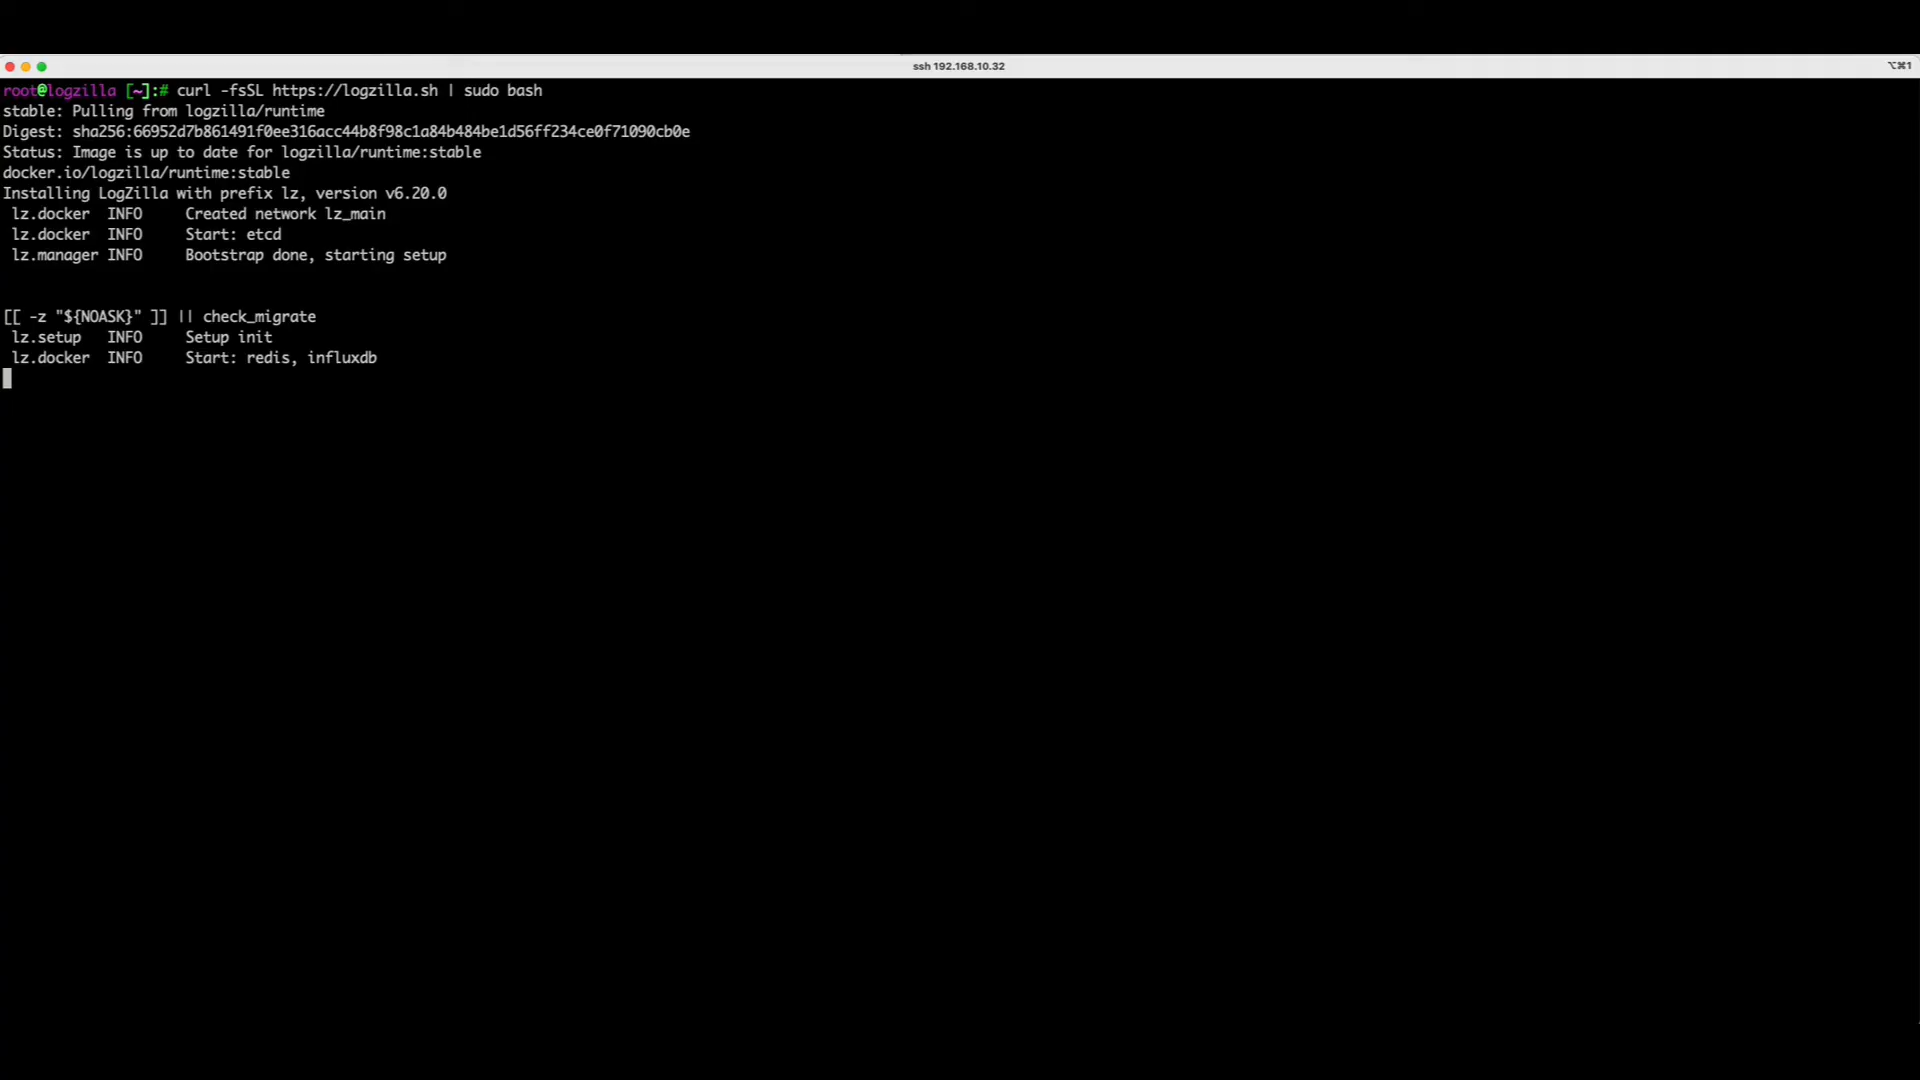 ssh 192.168.10.32
⌥⌘1
root@logzilla [~]:# curl -fsSL https://logzilla.sh | sudo bash
stable: Pulling from logzilla/runtime
Digest: sha256:66952d7b861491f0ee316acc44b8f98c1a84b484be1d56ff234ce0f71090cb0e
Status: Image is up to date for logzilla/runtime:stable
docker.io/logzilla/runtime:stable
Installing LogZilla with prefix lz, version v6.20.0
lz.docker INFO Created network lz_main
lz.docker INFO Start: etcd
lz.manager INFO Bootstrap done, starting setup
[[ -z "${NOASK}" ]] || check_migrate
lz.setup INFO Setup init
lz.docker INFO Start: redis, influxdb